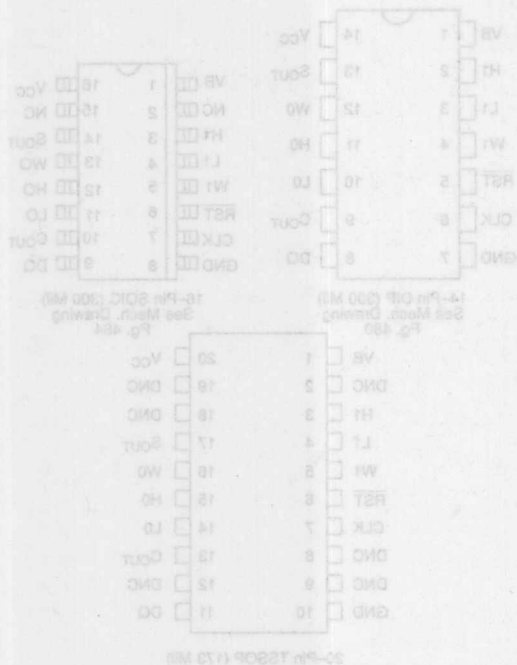 VB 1 14 VCC
H1 2 13 SOUT
L1 3 12 W0
W1 4 11 H0
RST 5 10 L0
CLK 6 9 COUT
GND 7 8 DQ
14-Pin DIP (300 Mil)
See Mech. Drawing
Pg. 480
VB 1 16 VCC
NC 2 15 NC
H1 3 14 SOUT
L1 4 13 W0
W1 5 12 H0
RST 6 11 L0
CLK 7 10 COUT
GND 8 9 DQ
16-Pin SOIC (300 Mil)
See Mech. Drawing
Pg. 484
VB 1 20 VCC
DNC 2 19 DNC
H1 3 18 DNC
L1 4 17 SOUT
W1 5 16 W0
RST 6 15 H0
CLK 7 14 L0
DNC 8 13 COUT
DNC 9 12 DNC
GND 10 11 DQ
20-Pin TSSOP (173 Mil)